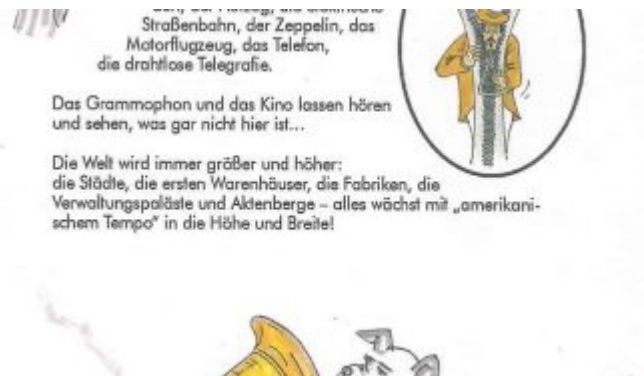 Straßenbahn, der Zeppelin, das
Motorflugzeug, das Telefon,
die drahtlose Telegrafie.
Das Grammophon und das Kino lassen hören
und sehen, was gar nicht hier ist...
Die Welt wird immer größer und höher:
die Städte, die ersten Warenhäuser, die Fabriken, die
Verwaltungspaläste und Aktenberge – alles wächst mit „amerikani-
schem Tempo“ in die Höhe und Breite!